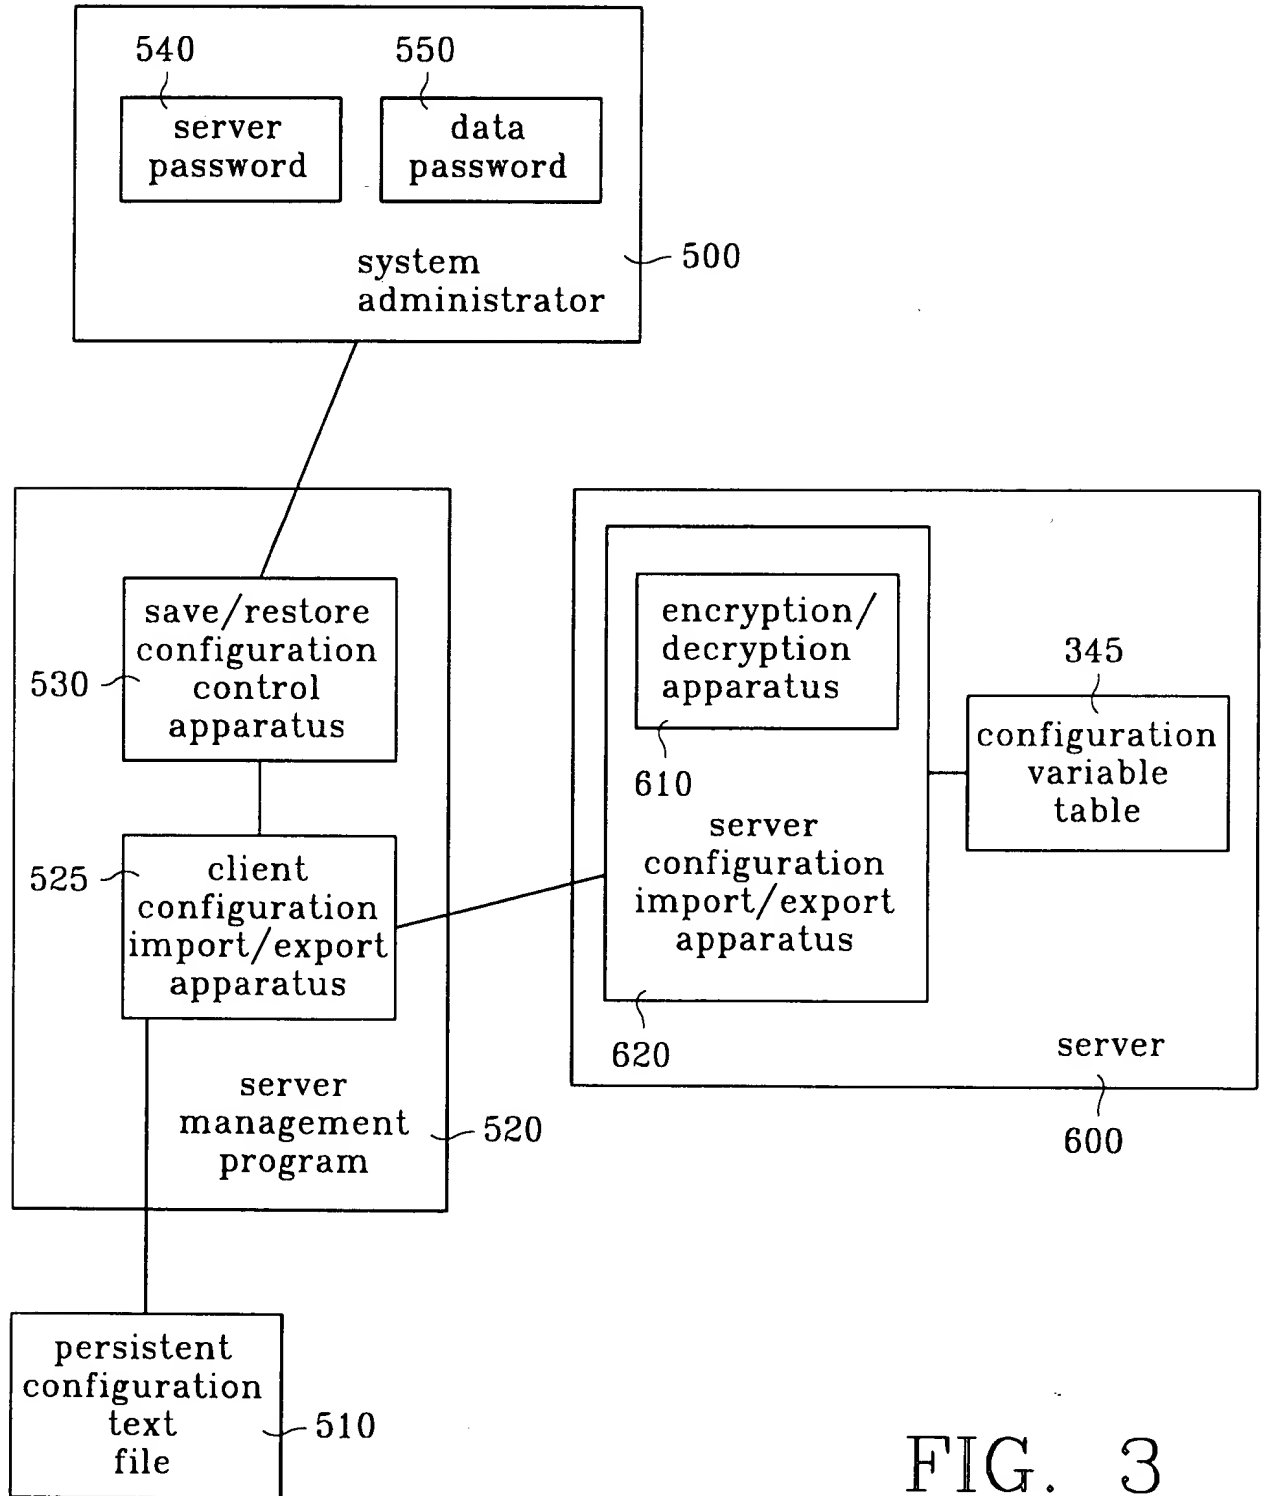 540
550
server
password
data
password
500
system
administrator
save/restore
configuration
control
apparatus
530
client
configuration
import/export
apparatus
525
server
management
program
520
encryption/
decryption
apparatus
610
server
configuration
import/export
apparatus
620
345
configuration
variable
table
server
600
persistent
configuration
text
file
510
FIG. 3